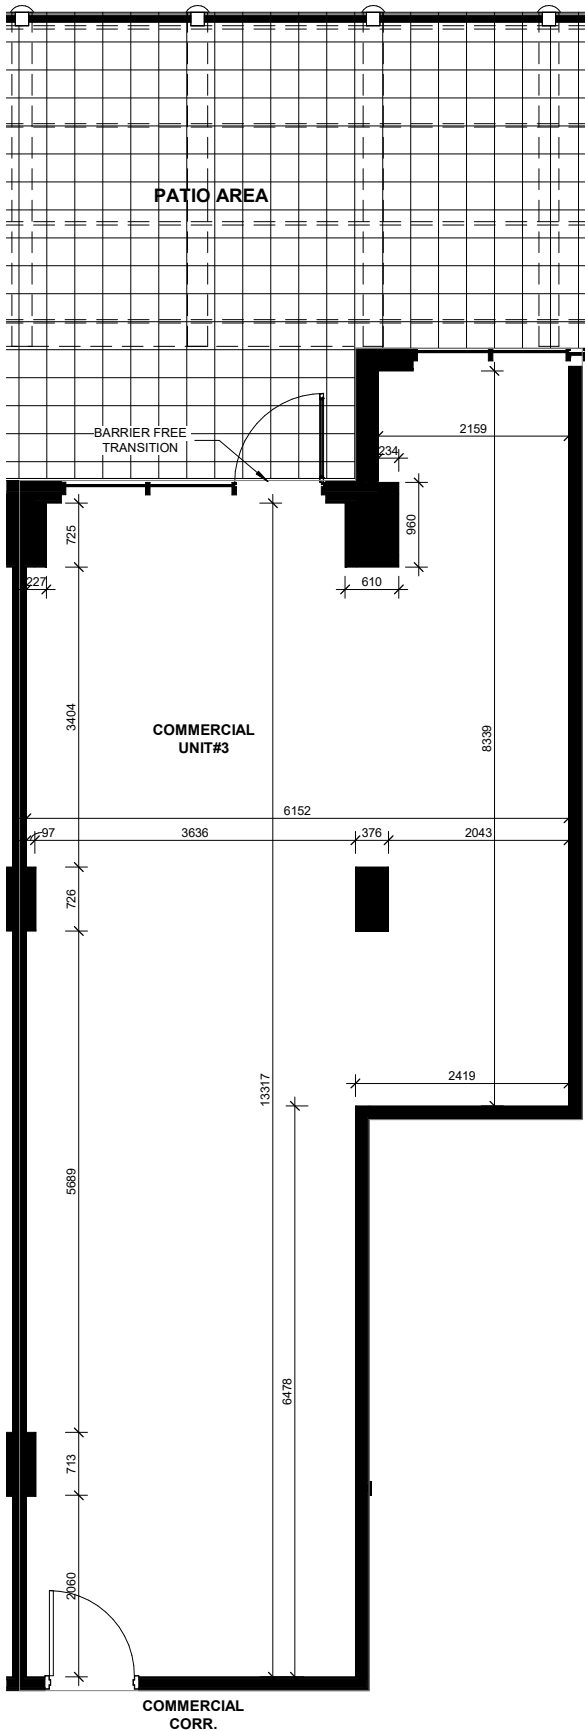 PATIO AREA
BARRIER FREE
TRANSITION
2159
234
725
960
227
610
3404
COMMERCIAL
UNIT#3
8339
6152
97
3636
376
2043
726
2419
13317
5689
6478
713
2060
COMMERCIAL
CORR.